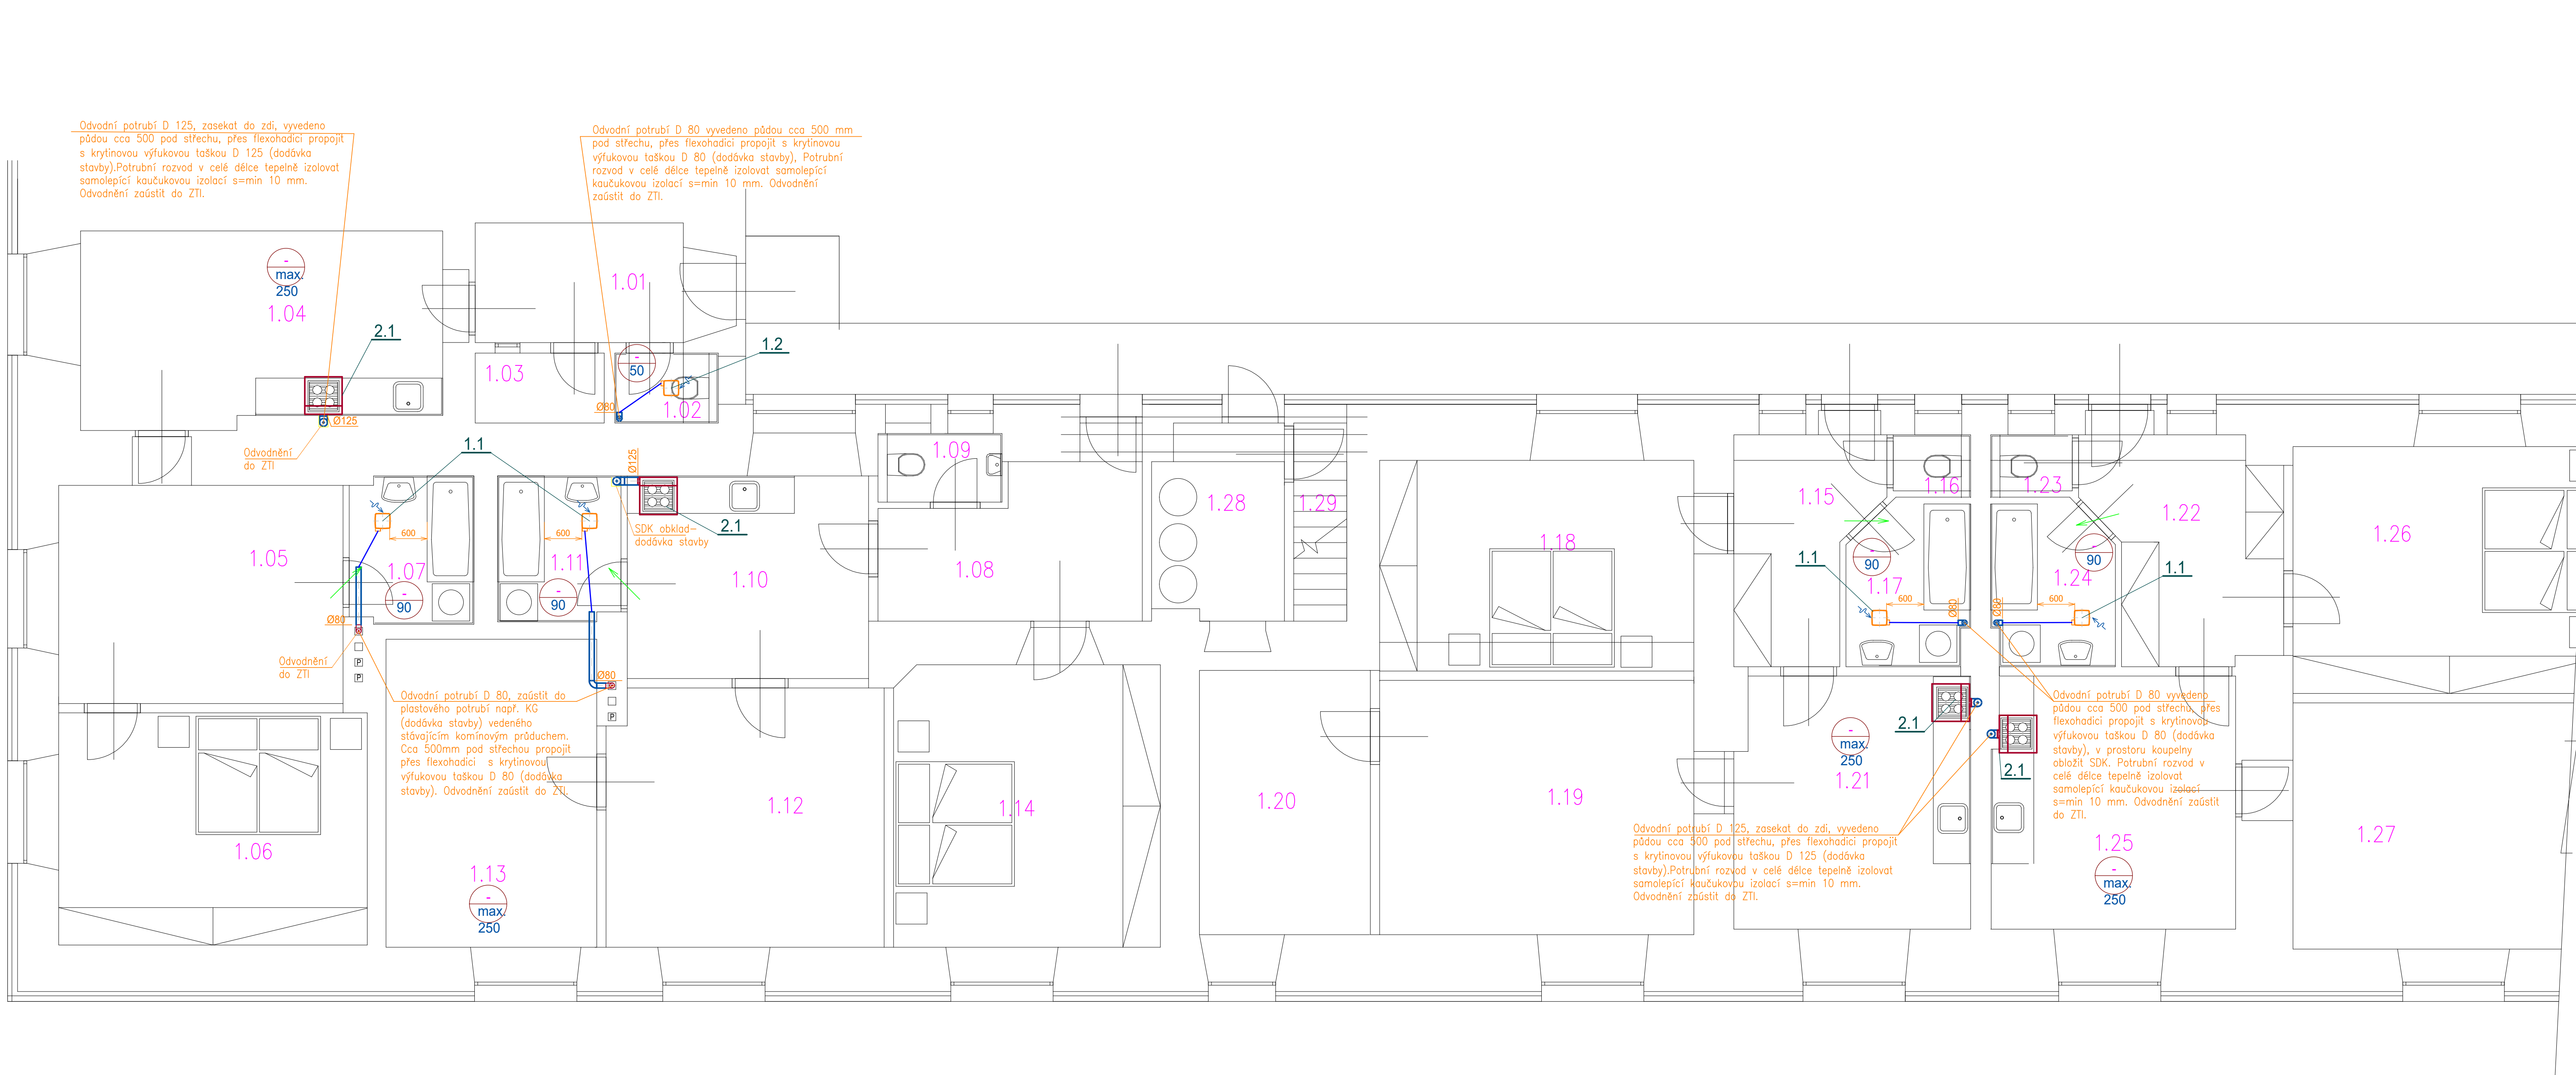 Odvodní potrubí D 125, zasekat do zdi, vyvedeno
půdou cca 500 pod střechu, přes flexohadici propojit
s krytinovou výfukovou taškou D 125 (dodávka
stavby).Potrubní rozvod v celé délce tepelně izolovat
samolepící kaučukovou izolací s=min 10 mm.
Odvodnění zaústit do ZTI.
Odvodní potrubí D 80 vyvedeno půdou cca 500 mm
pod střechu, přes flexohadici propojit s krytinovou
výfukovou taškou D 80 (dodávka stavby), Potrubní
rozvod v celé délce tepelně izolovat samolepící
kaučukovou izolací s=min 10 mm. Odvodnění
zaústit do ZTI.
-
max.
250
1.04
2.1
1.01
1.03
-
50
1.2
1.02
Ø80
Ø125
Odvodnění
do ZTI
1.1
Ø125
1.09
600
600
2.1
SDK obklad–
dodávka stavby
1.05
1.07
-
90
1.11
-
90
1.10
1.08
1.28
1.29
1.18
1.15
1.16
1.23
1.22
1.26
-
90
1.17
1.1
600
Ø80
Ø80
600
-
90
1.24
1.1
Ø80
Odvodnění
do ZTI
P
P
Ø80
P
Odvodní potrubí D 80, zaústit do
plastového potrubí např. KG
(dodávka stavby) vedeného
stávajícím komínovým průduchem.
Cca 500mm pod střechou propojit
přes flexohadici s krytinovou
výfukovou taškou D 80 (dodávka
stavby). Odvodnění zaústit do ZTI.
Odvodní potrubí D 80 vyvedeno
půdou cca 500 pod střechu, přes
flexohadici propojit s krytinovou
výfukovou taškou D 80 (dodávka
stavby), v prostoru koupelny
obložit SDK. Potrubní rozvod v
celé délce tepelně izolovat
samolepící kaučukovou izolací
s=min 10 mm. Odvodnění zaústit
do ZTI.
2.1
2.1
-
max.
250
1.21
1.06
1.12
1.14
1.20
1.19
1.27
1.13
-
max.
250
Odvodní potrubí D 125, zasekat do zdi, vyvedeno
půdou cca 500 pod střechu, přes flexohadici propojit
s krytinovou výfukovou taškou D 125 (dodávka
stavby).Potrubní rozvod v celé délce tepelně izolovat
samolepící kaučukovou izolací s=min 10 mm.
Odvodnění zaústit do ZTI.
1.25
-
max.
250